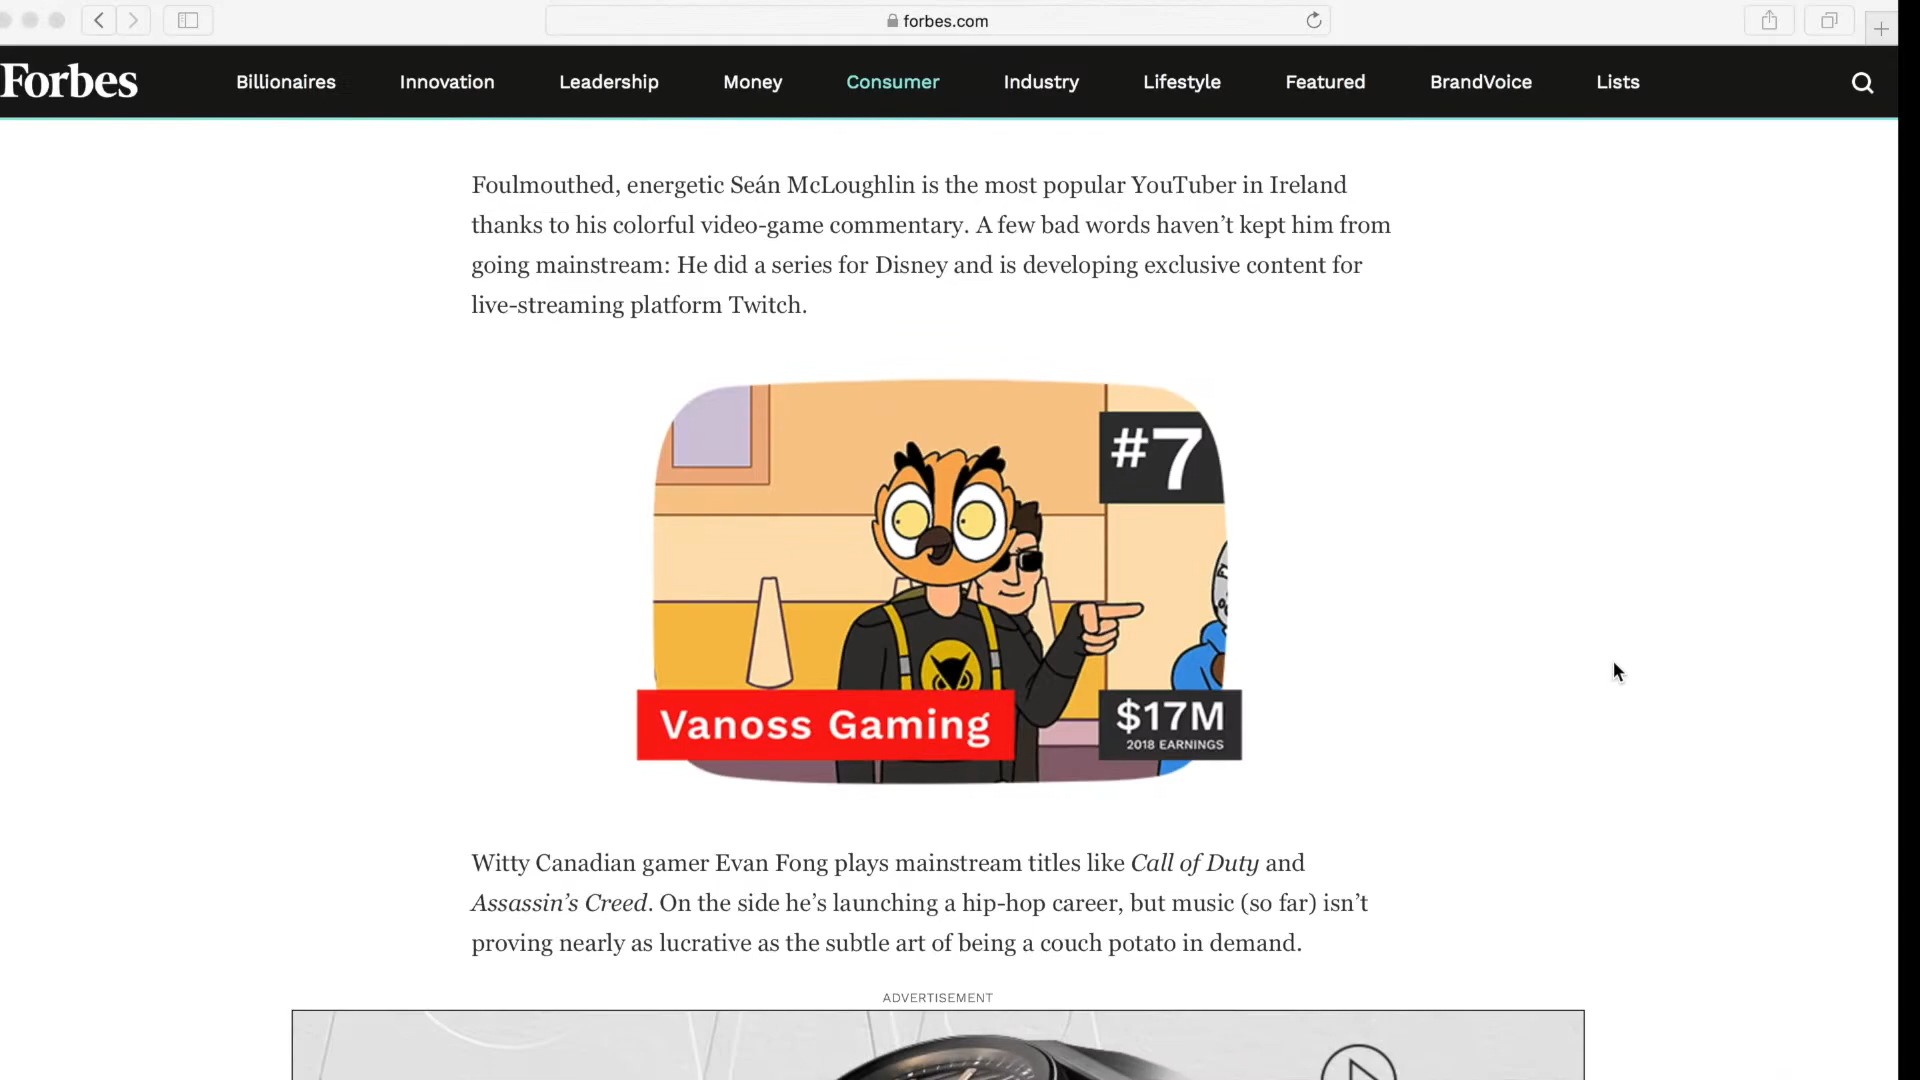 forbes.com
Forbes
Billionaires
Innovation
Leadership
Money
Consumer
Industry
Lifestyle
Featured
BrandVoice
Lists
Foulmouthed, energetic Seán McLoughlin is the most popular YouTuber in Ireland
thanks to his colorful video-game commentary. A few bad words haven’t kept him from
going mainstream: He did a series for Disney and is developing exclusive content for
live-streaming platform Twitch.
#7
Vanoss Gaming
$17M
2018 EARNINGS
Witty Canadian gamer Evan Fong plays mainstream titles like Call of Duty and
Assassin’s Creed. On the side he’s launching a hip-hop career, but music (so far) isn’t
proving nearly as lucrative as the subtle art of being a couch potato in demand.
ADVERTISEMENT